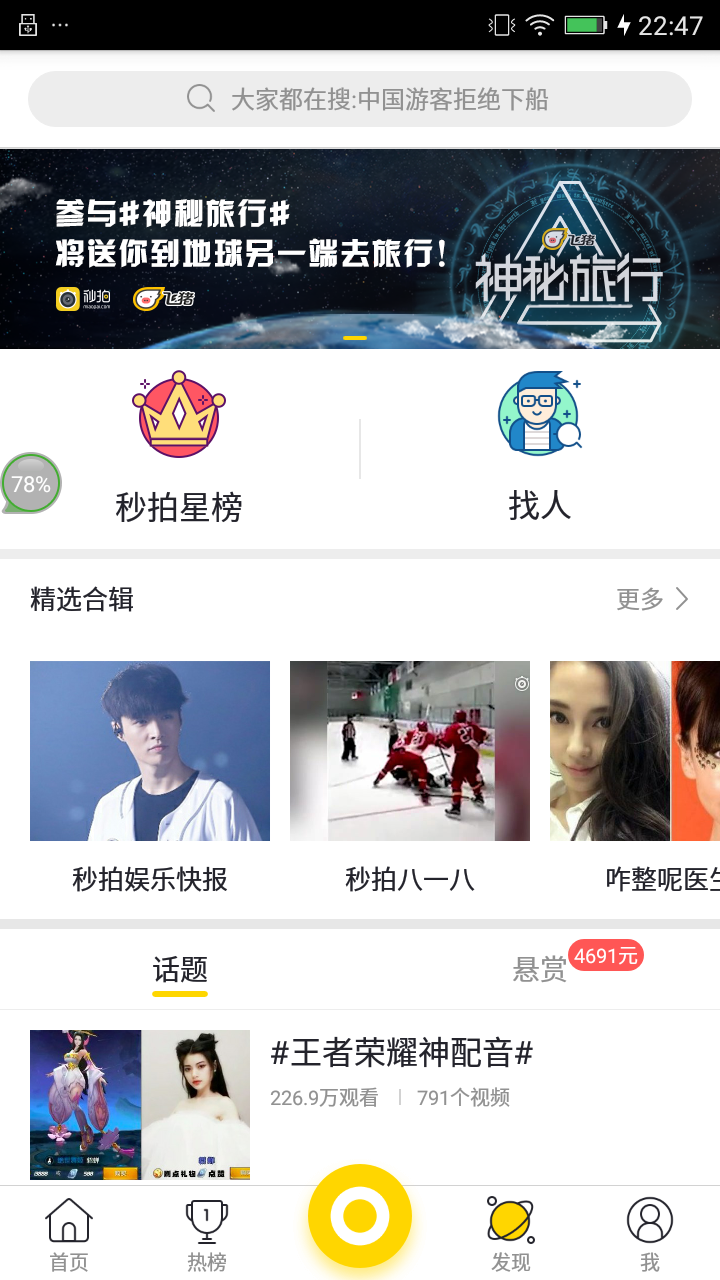 22:47
大家都在搜:中国游客拒绝下船
参与#神秘旅行#
将送你到地球另一端去旅行!
秒拍
miaopai.com
飞猪
飞猪
神秘旅行
78%
秒拍星榜
找人
精选合辑
更多
秒拍娱乐快报
秒拍八一八
咋整呢医生
话题
悬赏
4691元
#王者荣耀神配音#
226.9万观看
791个视频
点赞
1
首页
热榜
发现
我